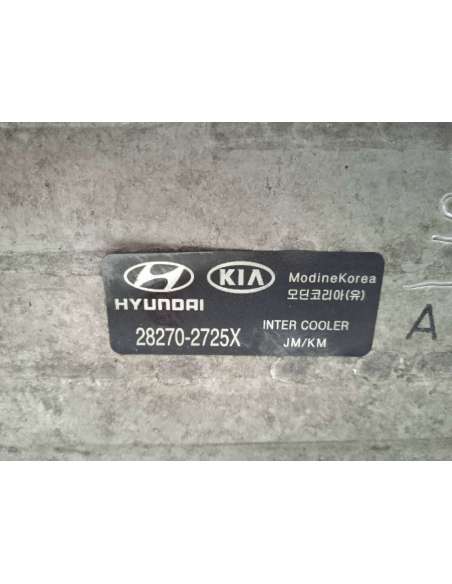 HYUNDAI
KIA
ModineKorea
모딘코리아(유)
28270-2725X
INTER COOLER
JM/KM
A